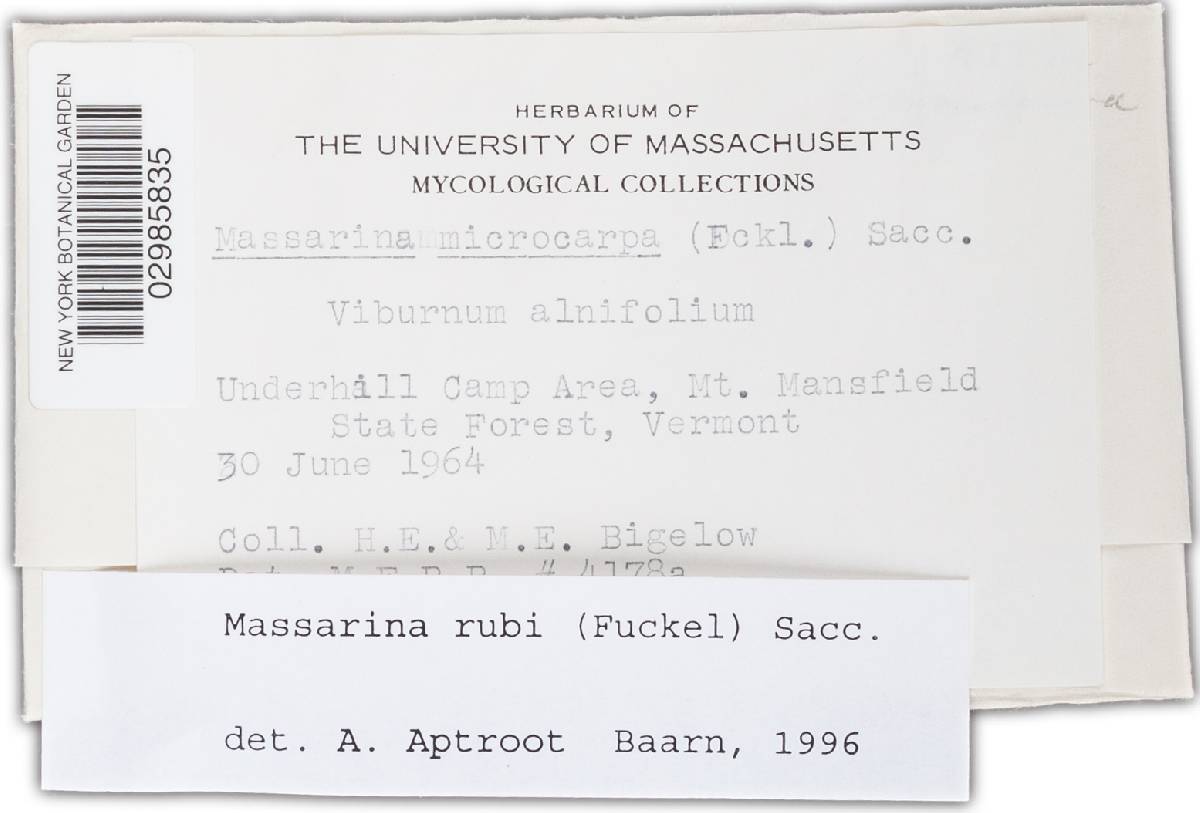 NEW YORK BOTANICAL GARDEN
02985835
HERBARIUM OF
THE UNIVERSITY OF MASSACHUSETTS
MYCOLOGICAL COLLECTIONS
Massarina microcarpa (Eckl.) Sacc.
Viburnum alnifolium
Underhill Camp Area, Mt. Mansfield
State Forest, Vermont
30 June 1964
Coll. H.E.& M.E. Bigelow
# 4178a
Massarina rubi (Fuckel) Sacc.
det. A. Aptroot Baarn, 1996